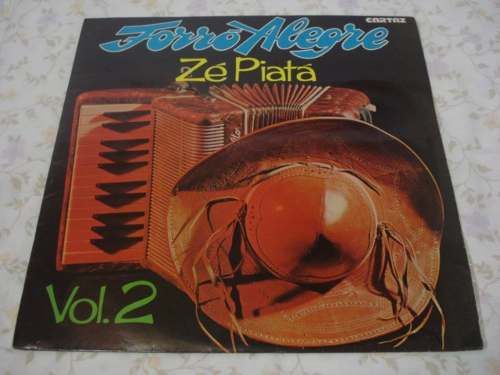 CARTAZ
Forró Alegre
Zé Piatá
Vol. 2